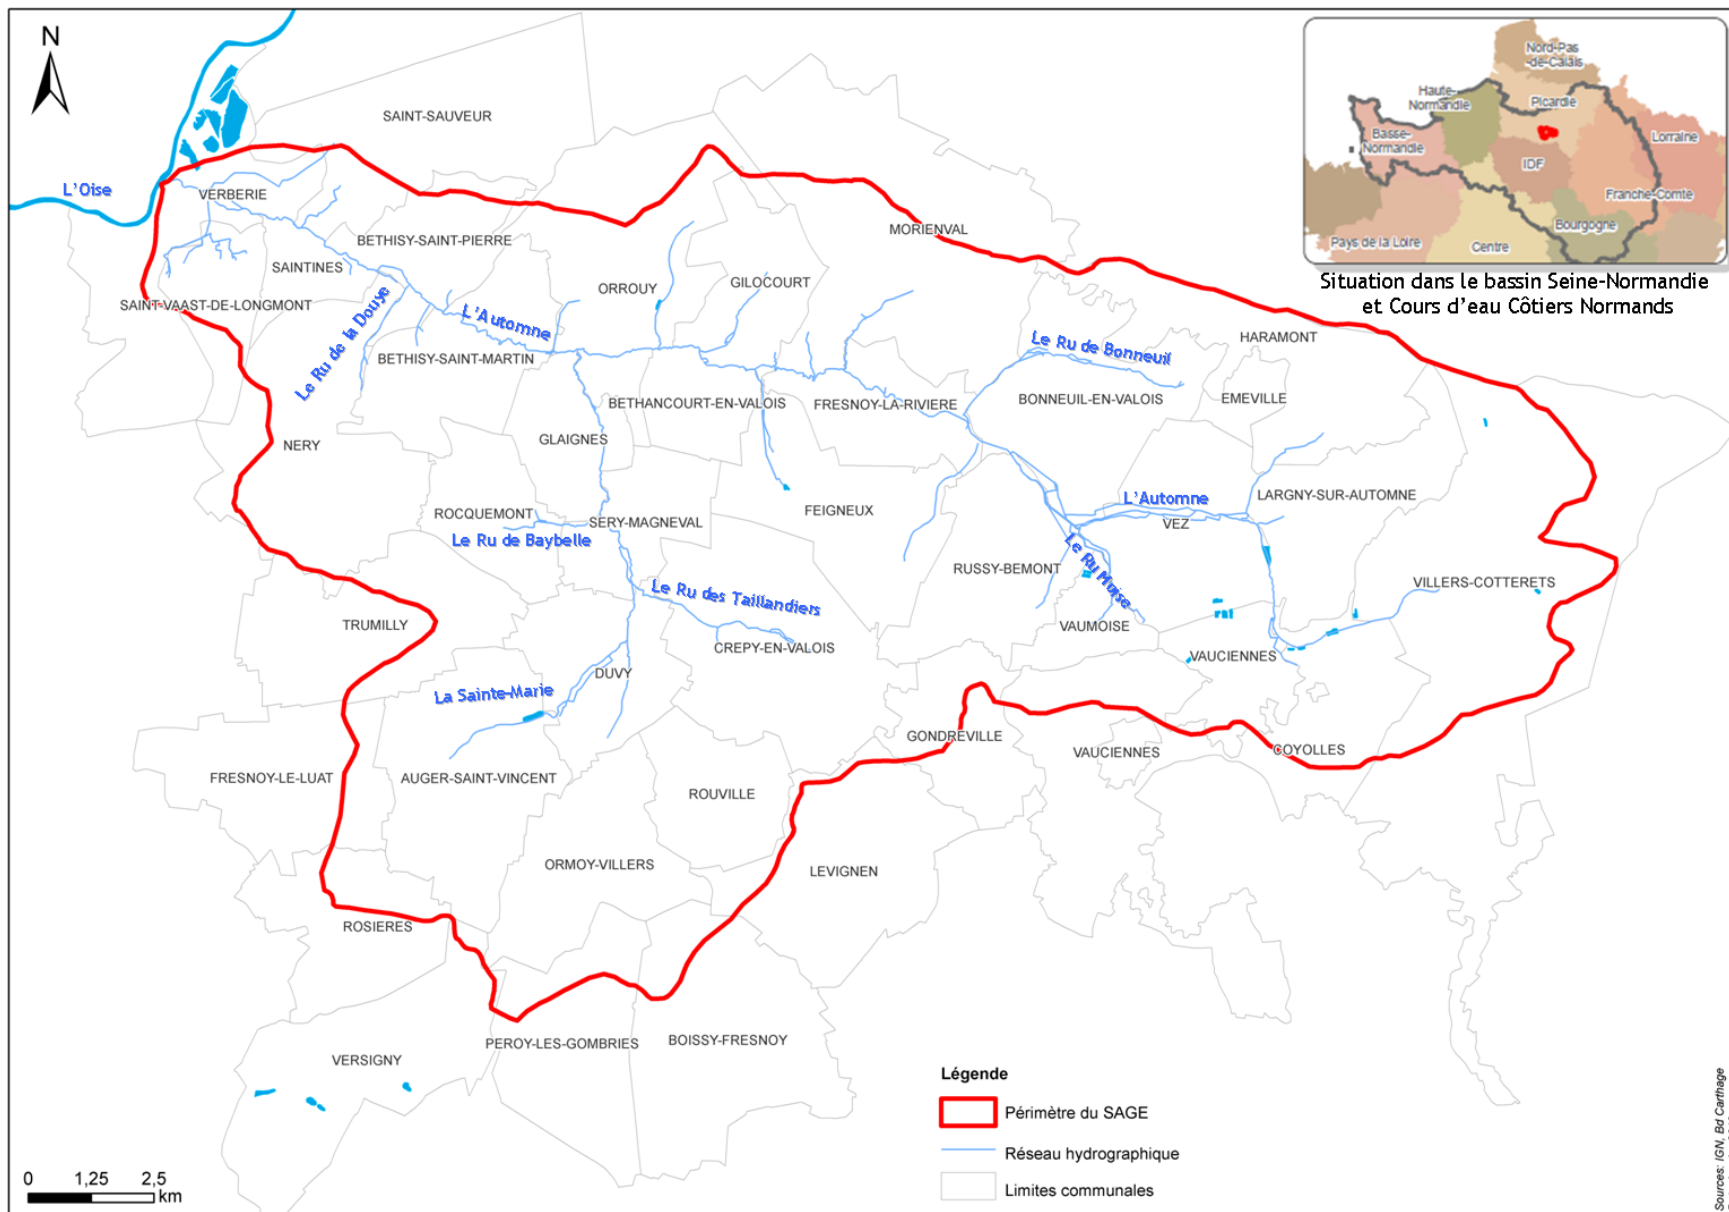 N
SAINT-SAUVEUR
L'Oise
VERBERIE
BETHISY-SAINT-PIERRE
MORIENVAL
SAINTINES
ORROUY
GILOCOURT
SAINT-VAAST-DE-LONGMONT
Le Ru de la Douye
L'Automne
BETHISY-SAINT-MARTIN
Le Ru de Bonneuil
HARAMONT
BETHANCOURT-EN-VALOIS
FRESNOY-LA-RIVIERE
BONNEUIL-EN-VALOIS
EMEVILLE
NERY
GLAIGNES
ROCQUEMONT
SERY-MAGNEVAL
FEIGNEUX
L'Automne
LARGNY-SUR-AUTOMNE
VEZ
Le Ru de Baybelle
Le Ru Moise
RUSSY-BEMONT
VILLERS-COTTERETS
Le Ru des Taillandiers
TRUMILLY
VAUMOISE
CREPY-EN-VALOIS
VAUCIENNES
DUVY
La Sainte-Marie
GONDREVILLE
VAUCIENNES
COYOLLES
FRESNOY-LE-LUAT
AUGER-SAINT-VINCENT
ROUVILLE
ORMOY-VILLERS
LEVIGNEN
ROSIERES
PEROY-LES-GOMBRIES
BOISSY-FRESNOY
VERSIGNY
Nord-Pas
-de-Calais
Haute-
Normandie
Picardie
Basse-
Normandie
Lorraine
IDF
Franche-Comte
Bourgogne
Pays de la Loire
Centre
Situation dans le bassin Seine-Normandie
et Cours d'eau Côtiers Normands
Légende
Périmètre du SAGE
Réseau hydrographique
Limites communales
0 1,25 2,5
km
Sources: IGN, Bd Carthage